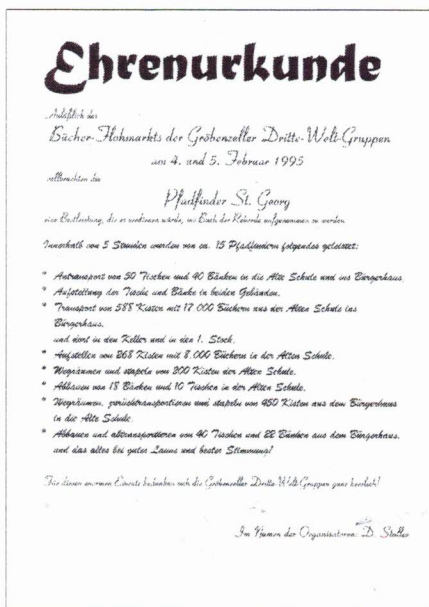 Ehrenurkunde
Anläßlich des
Bücher-Flohmarkts der Gröbenzeller Dritte-Welt-Gruppen
am 4. und 5. Februar 1995
vollbrachten die
Pfadfinder St. Georg
eine Bestleistung, die es verdienen würde, ins Buch der Rekorde aufgenommen zu werden.
Innerhalb von 5 Stunden wurden von ca. 15 Pfadfindern folgendes geleistet:
* Antransport von 50 Tischen und 40 Bänken in die Alte Schule und ins Bürgerhaus.
* Aufstellung der Tische und Bänke in beiden Gebäuden.
* Transport von 588 Kisten mit 17.000 Büchern aus der Alten Schule ins
Bürgerhaus.
und dort in den Keller und in den 1. Stock.
* Aufstellen von 268 Kisten mit 8.000 Büchern in der Alten Schule.
* Wegräumen und stapeln von 200 Kisten der Alten Schule.
* Abbauen von 18 Bänken und 10 Tischen in der Alten Schule.
* Wegräumen, zurücktransportieren und stapeln von 450 Kisten aus dem Bürgerhaus
in die Alte Schule.
* Abbauen und abtransportieren von 40 Tischen und 22 Bänken aus dem Bürgerhaus.
und das alles bei guter Laune und bester Stimmung!
Für diesen enormen Einsatz bedanken sich die Gröbenzeller Dritte-Welt-Gruppen ganz herzlich!
Im Namen der Organisatoren: D.